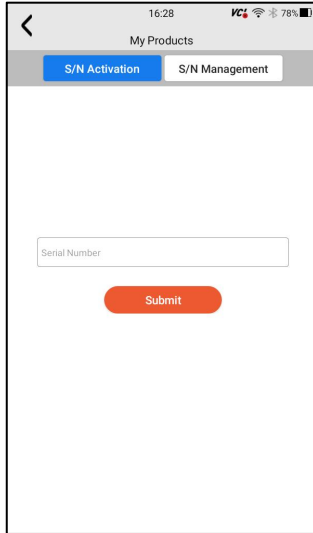 16:28 VCI 78%
My Products
S/N Activation S/N Management
Serial Number
Submit